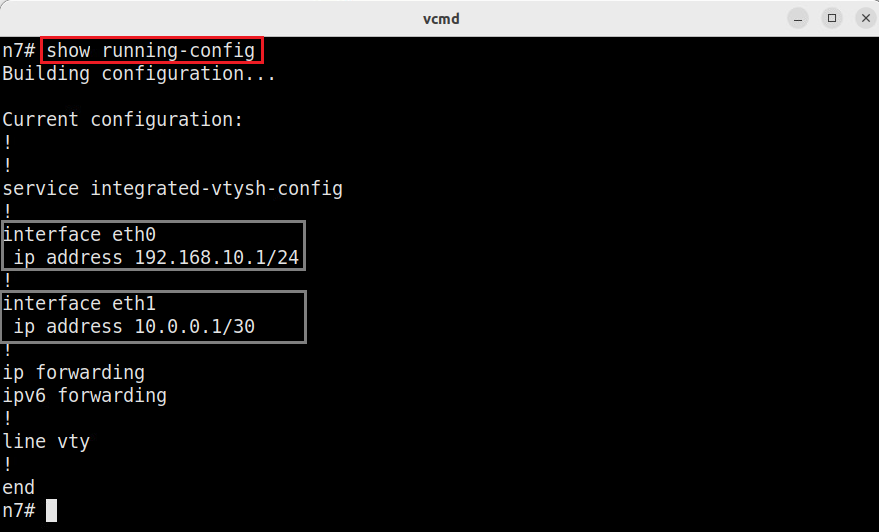 vcmd
n7# show running-config
Building configuration...
Current configuration:
!
!
service integrated-vtysh-config
!
interface eth0
 ip address 192.168.10.1/24
!
interface eth1
 ip address 10.0.0.1/30
!
ip forwarding
ipv6 forwarding
!
line vty
!
end
n7#